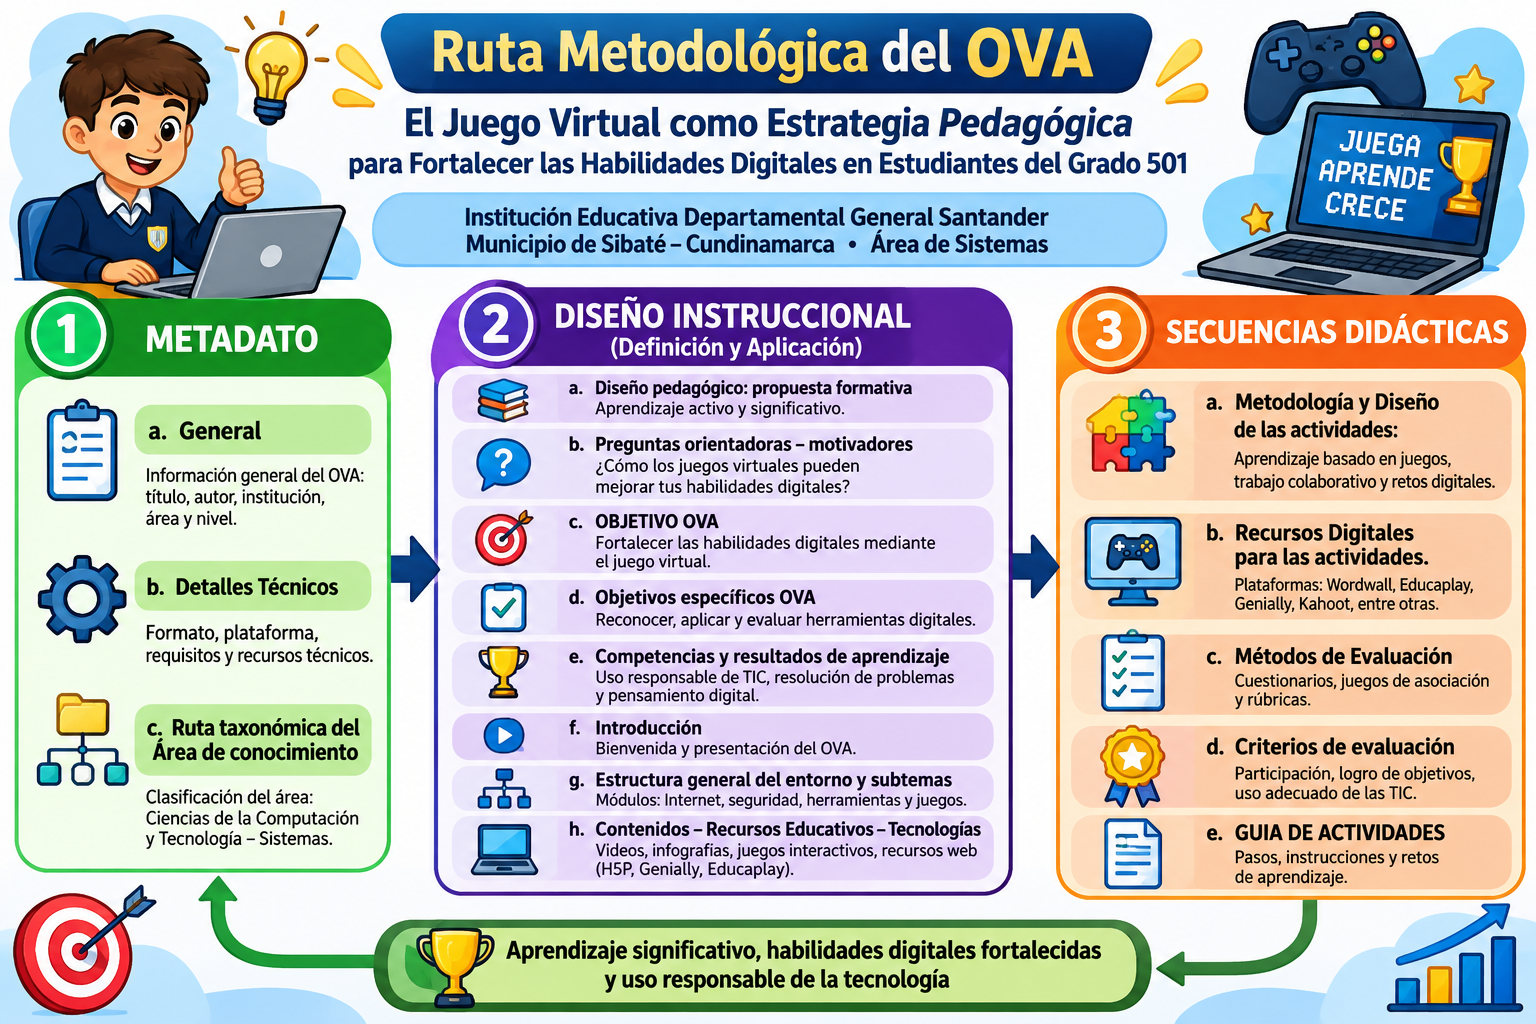 Ruta Metodológica del OVA
El Juego Virtual como Estrategia Pedagógica
para Fortalecer las Habilidades Digitales en Estudiantes del Grado 501
Institución Educativa Departamental General Santander
Municipio de Sibaté – Cundinamarca • Área de Sistemas
JUEGA
APRENDE
CRECE
1 METADATO
a. General
Información general del OVA:
título, autor, institución,
área y nivel.
b. Detalles Técnicos
Formato, plataforma,
requisitos y recursos técnicos.
c. Ruta taxonómica del
Área de conocimiento
Clasificación del área:
Ciencias de la Computación
y Tecnología – Sistemas.
2 DISEÑO INSTRUCCIONAL
(Definición y Aplicación)
a. Diseño pedagógico: propuesta formativa
Aprendizaje activo y significativo.
b. Preguntas orientadoras – motivadores
¿Cómo los juegos virtuales pueden
mejorar tus habilidades digitales?
c. OBJETIVO OVA
Fortalecer las habilidades digitales mediante
el juego virtual.
d. Objetivos específicos OVA
Reconocer, aplicar y evaluar herramientas digitales.
e. Competencias y resultados de aprendizaje
Uso responsable de TIC, resolución de problemas
y pensamiento digital.
f. Introducción
Bienvenida y presentación del OVA.
g. Estructura general del entorno y subtemas
Módulos: Internet, seguridad, herramientas y juegos.
h. Contenidos – Recursos Educativos – Tecnologías
Videos, infografías, juegos interactivos, recursos web
(H5P, Genially, Educaplay).
3 SECUENCIAS DIDÁCTICAS
a. Metodología y Diseño
de las actividades:
Aprendizaje basado en juegos,
trabajo colaborativo y retos digitales.
b. Recursos Digitales
para las actividades.
Plataformas: Wordwall, Educaplay,
Genially, Kahoot, entre otras.
c. Métodos de Evaluación
Cuestionarios, juegos de asociación
y rúbricas.
d. Criterios de evaluación
Participación, logro de objetivos,
uso adecuado de las TIC.
e. GUIA DE ACTIVIDADES
Pasos, instrucciones y retos
de aprendizaje.
Aprendizaje significativo, habilidades digitales fortalecidas
y uso responsable de la tecnología